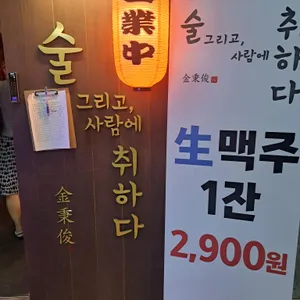 業中
술
그리고,
사람에
취하다
金秉俊
술
그리고,
사람에
취하다
金秉俊
生맥주
1잔
2,900원